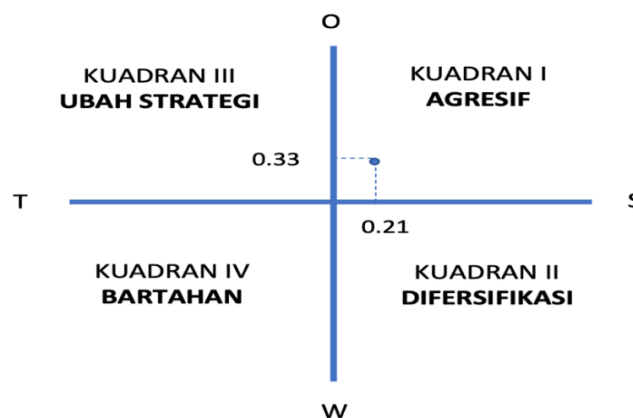 O
KUADRAN III
UBAH STRATEGI
KUADRAN I
AGRESIF
0.33
T
S
0.21
KUADRAN IV
BARTAHAN
KUADRAN II
DIFERSIFIKASI
W